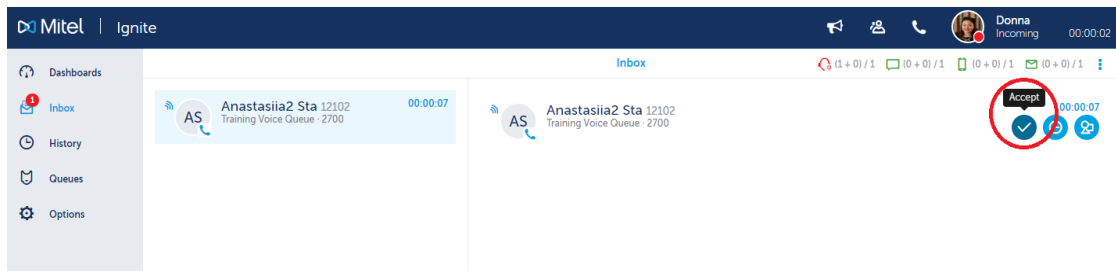 Mitel | Ignite
Donna
Incoming 00:00:02
Dashboards
Inbox
1
Inbox
History
Queues
Options
(1 + 0) / 1 (0 + 0) / 1 (0 + 0) / 1 (0 + 0) / 1
AS
Anastasiia2 Sta 12102 00:00:07
Training Voice Queue · 2700
AS
Anastasiia2 Sta 12102
Training Voice Queue · 2700
Accept
00:00:07